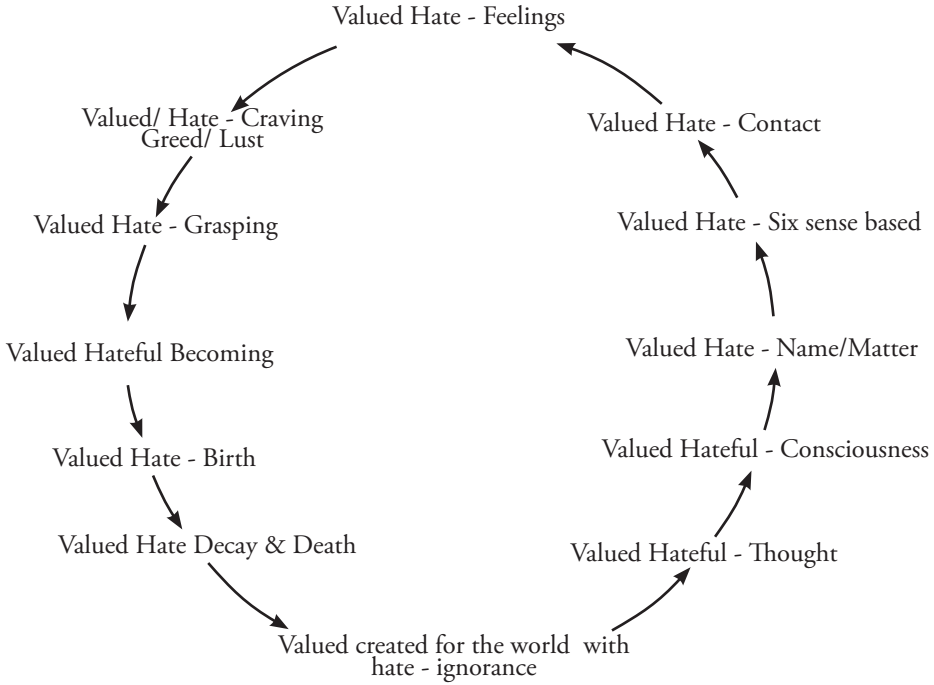 Valued Hate - Feelings
Valued/ Hate - Craving
Greed/ Lust
Valued Hate - Contact
Valued Hate - Grasping
Valued Hate - Six sense based
Valued Hateful Becoming
Valued Hate - Name/Matter
Valued Hate - Birth
Valued Hateful - Consciousness
Valued Hate Decay & Death
Valued Hateful - Thought
Valued created for the world with
hate - ignorance